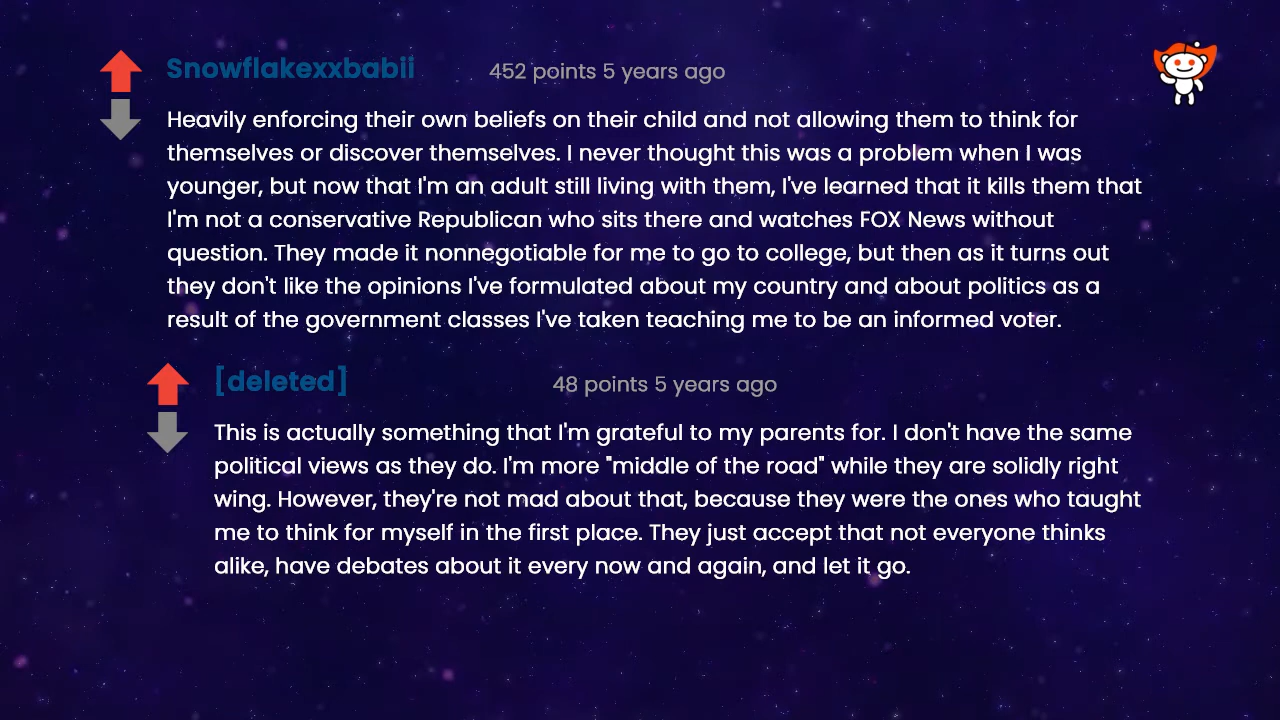 Snowflakexxbabii 452 points 5 years ago
Heavily enforcing their own beliefs on their child and not allowing them to think for
themselves or discover themselves. I never thought this was a problem when I was
younger, but now that I'm an adult still living with them, I've learned that it kills them that
I'm not a conservative Republican who sits there and watches FOX News without
question. They made it nonnegotiable for me to go to college, but then as it turns out
they don't like the opinions I've formulated about my country and about politics as a
result of the government classes I've taken teaching me to be an informed voter.
[deleted] 48 points 5 years ago
This is actually something that I'm grateful to my parents for. I don't have the same
political views as they do. I'm more "middle of the road" while they are solidly right
wing. However, they're not mad about that, because they were the ones who taught
me to think for myself in the first place. They just accept that not everyone thinks
alike, have debates about it every now and again, and let it go.